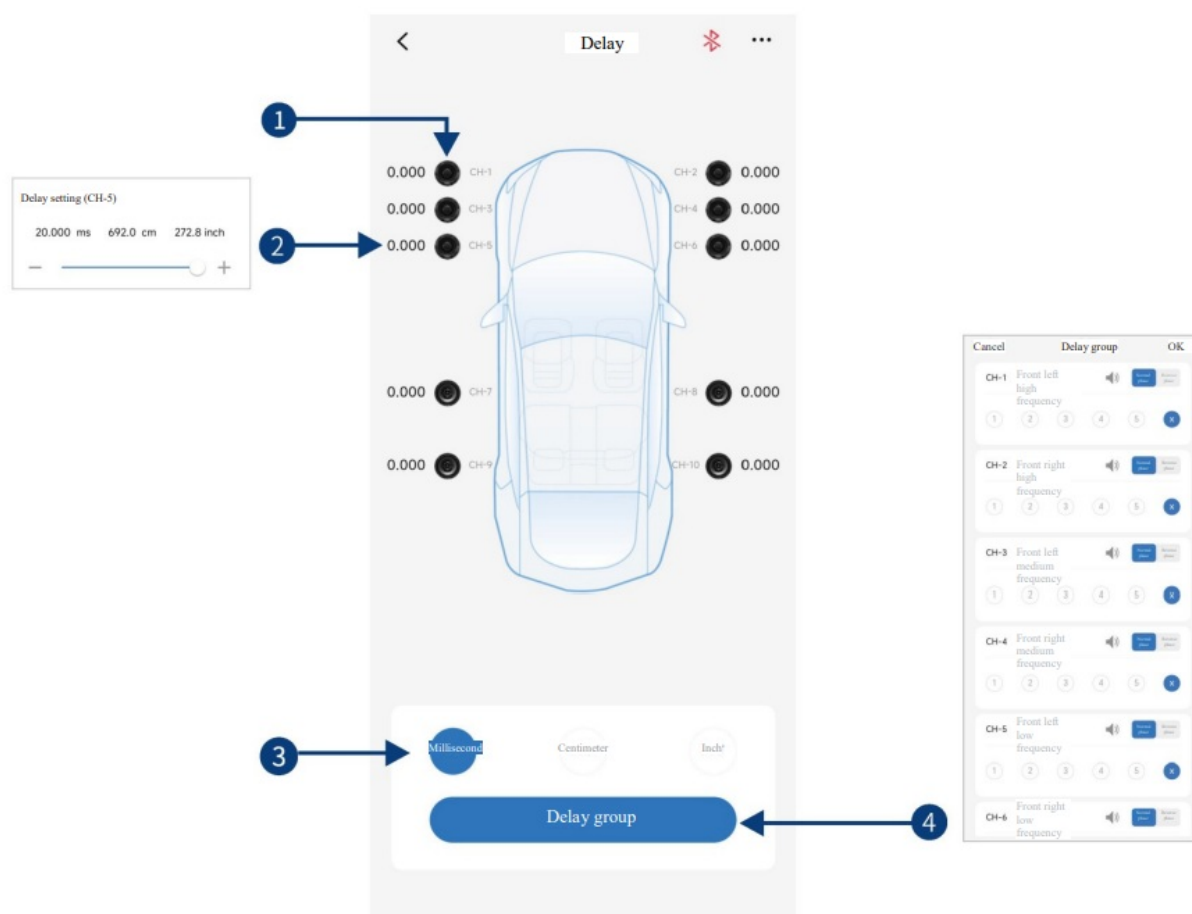 Delay
1
0.000 CH-1 CH-2 0.000
0.000 CH-3 CH-4 0.000
2 0.000 CH-5 CH-6 0.000
Delay setting (CH-5)
20.000 ms 692.0 cm 272.8 inch
− +
0.000 CH-7 CH-8 0.000
0.000 CH-9 CH-10 0.000
3
Millisecond Centimeter Inch
Delay group
4
Cancel Delay group OK
CH-1 Front left
high
frequency
1 2 3 4 5 X
CH-2 Front right
high
frequency
1 2 3 4 5 X
CH-3 Front left
medium
frequency
1 2 3 4 5 X
CH-4 Front right
medium
frequency
1 2 3 4 5 X
CH-5 Front left
low
frequency
1 2 3 4 5 X
CH-6 Front right
low
frequency